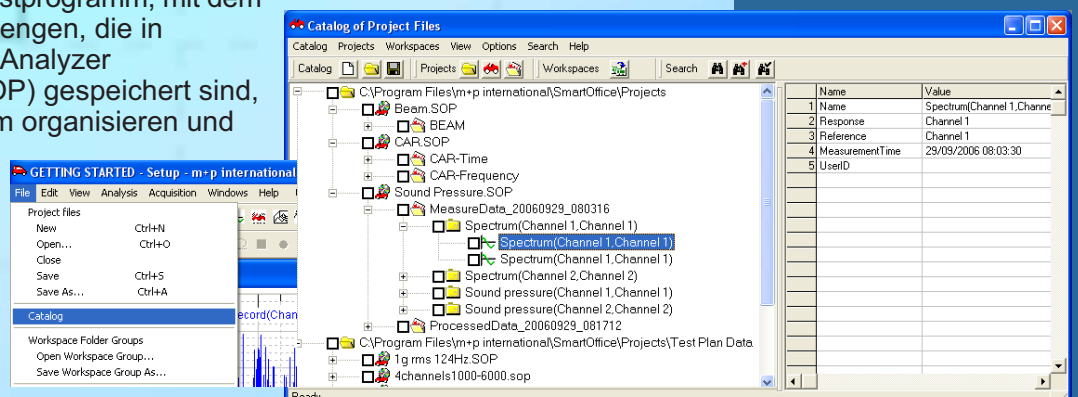 stprogramm, mit dem
engen, die in
Analyzer
OP) gespeichert sind,
m organisieren und
GETTING STARTED - Setup - m+p international
File Edit View Analysis Acquisition Windows Help
Project files
New Ctrl+N
Open... Ctrl+O
Close
Save Ctrl+S
Save As... Ctrl+A
Catalog
Workspace Folder Groups
Open Workspace Group...
Save Workspace Group As...
ecord(Chan
Catalog of Project Files
Catalog Projects Workspaces View Options Search Help
Catalog Projects Workspaces Search
C:\Program Files\m+p international\SmartOffice\Projects
Beam.SOP
BEAM
CAR.SOP
CAR-Time
CAR-Frequency
Sound Pressure.SOP
MeasureData_20060929_080316
Spectrum(Channel 1,Channel 1)
Spectrum(Channel 1,Channel 1)
Spectrum(Channel 1,Channel 1)
Spectrum(Channel 2,Channel 2)
Sound pressure(Channel 1,Channel 1)
Sound pressure(Channel 2,Channel 2)
ProcessedData_20060929_081712
C:\Program Files\m+p international\SmartOffice\Projects\Test Plan Data
1g rms 124Hz.SOP
4channels1000-6000.sop
Name Value
1 Name Spectrum(Channel 1,Channe
2 Response Channel 1
3 Reference Channel 1
4 MeasurementTime 29/09/2006 08:03:30
5 UserID
Ready